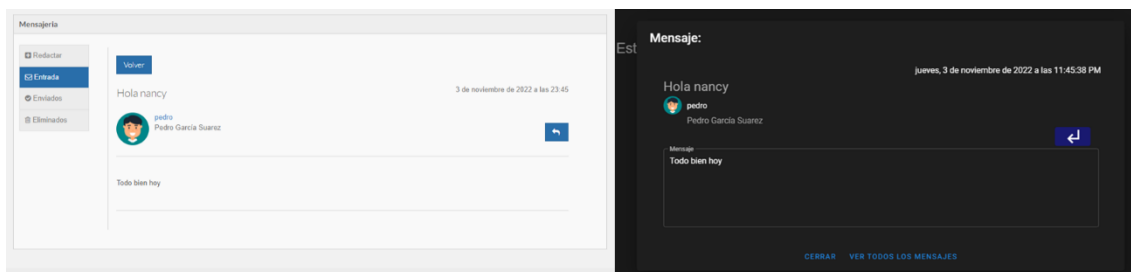 Mensajería
Redactar
Entrada
Enviados
Eliminados
Volver
Hola nancy
3 de noviembre de 2022 a las 23:45
pedro
Pedro García Suarez
Todo bien hoy
Est
Mensaje:
jueves, 3 de noviembre de 2022 a las 11:45:38 PM
Hola nancy
pedro
Pedro García Suarez
Mensaje
Todo bien hoy
CERRAR VER TODOS LOS MENSAJES